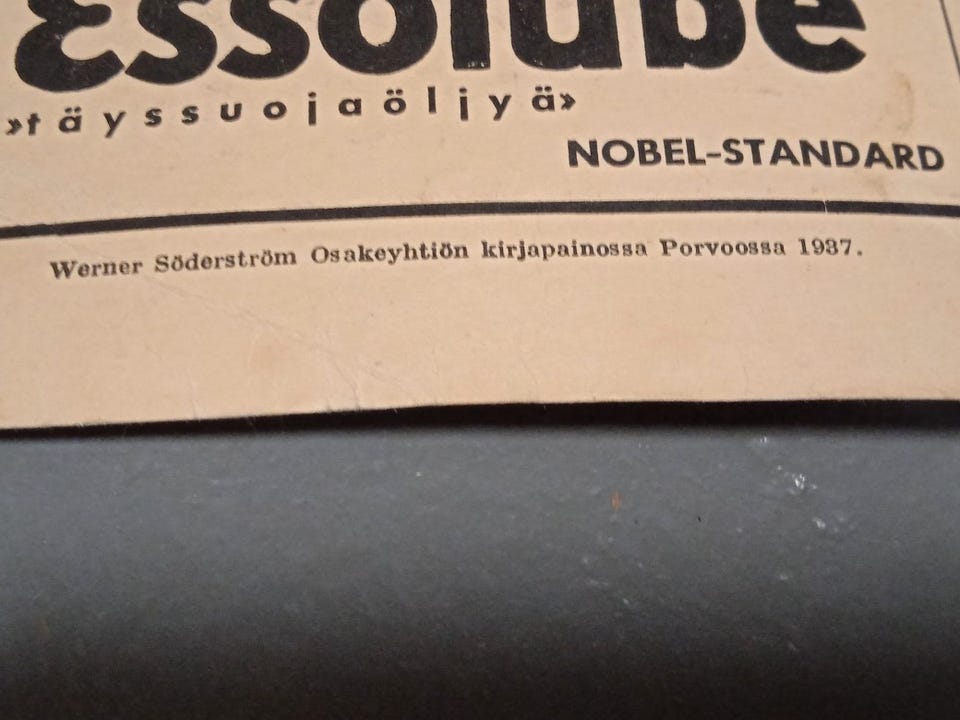 Essolube
»täyssuojaöljyä»
NOBEL-STANDARD
Werner Söderström Osakeyhtiön kirjapainossa Porvoossa 1937.